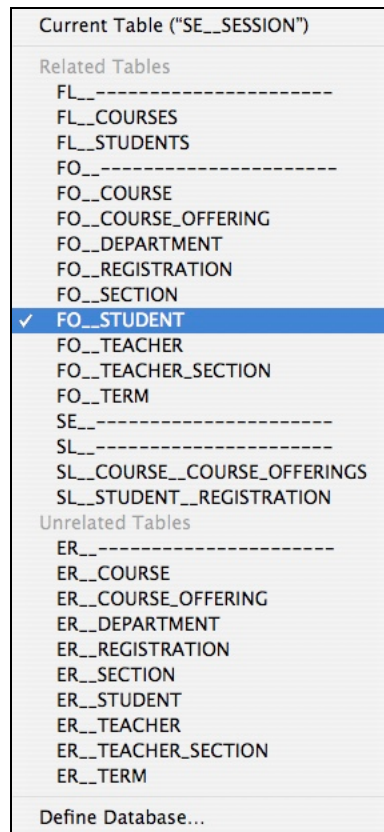 Current Table ("SE__SESSION")
Related Tables
FL__----------------------
FL__COURSES
FL__STUDENTS
FO__----------------------
FO__COURSE
FO__COURSE_OFFERING
FO__DEPARTMENT
FO__REGISTRATION
FO__SECTION
✓ FO__STUDENT
FO__TEACHER
FO__TEACHER_SECTION
FO__TERM
SE__----------------------
SL__----------------------
SL__COURSE__COURSE_OFFERINGS
SL__STUDENT__REGISTRATION
Unrelated Tables
ER__----------------------
ER__COURSE
ER__COURSE_OFFERING
ER__DEPARTMENT
ER__REGISTRATION
ER__SECTION
ER__STUDENT
ER__TEACHER
ER__TEACHER_SECTION
ER__TERM
Define Database...